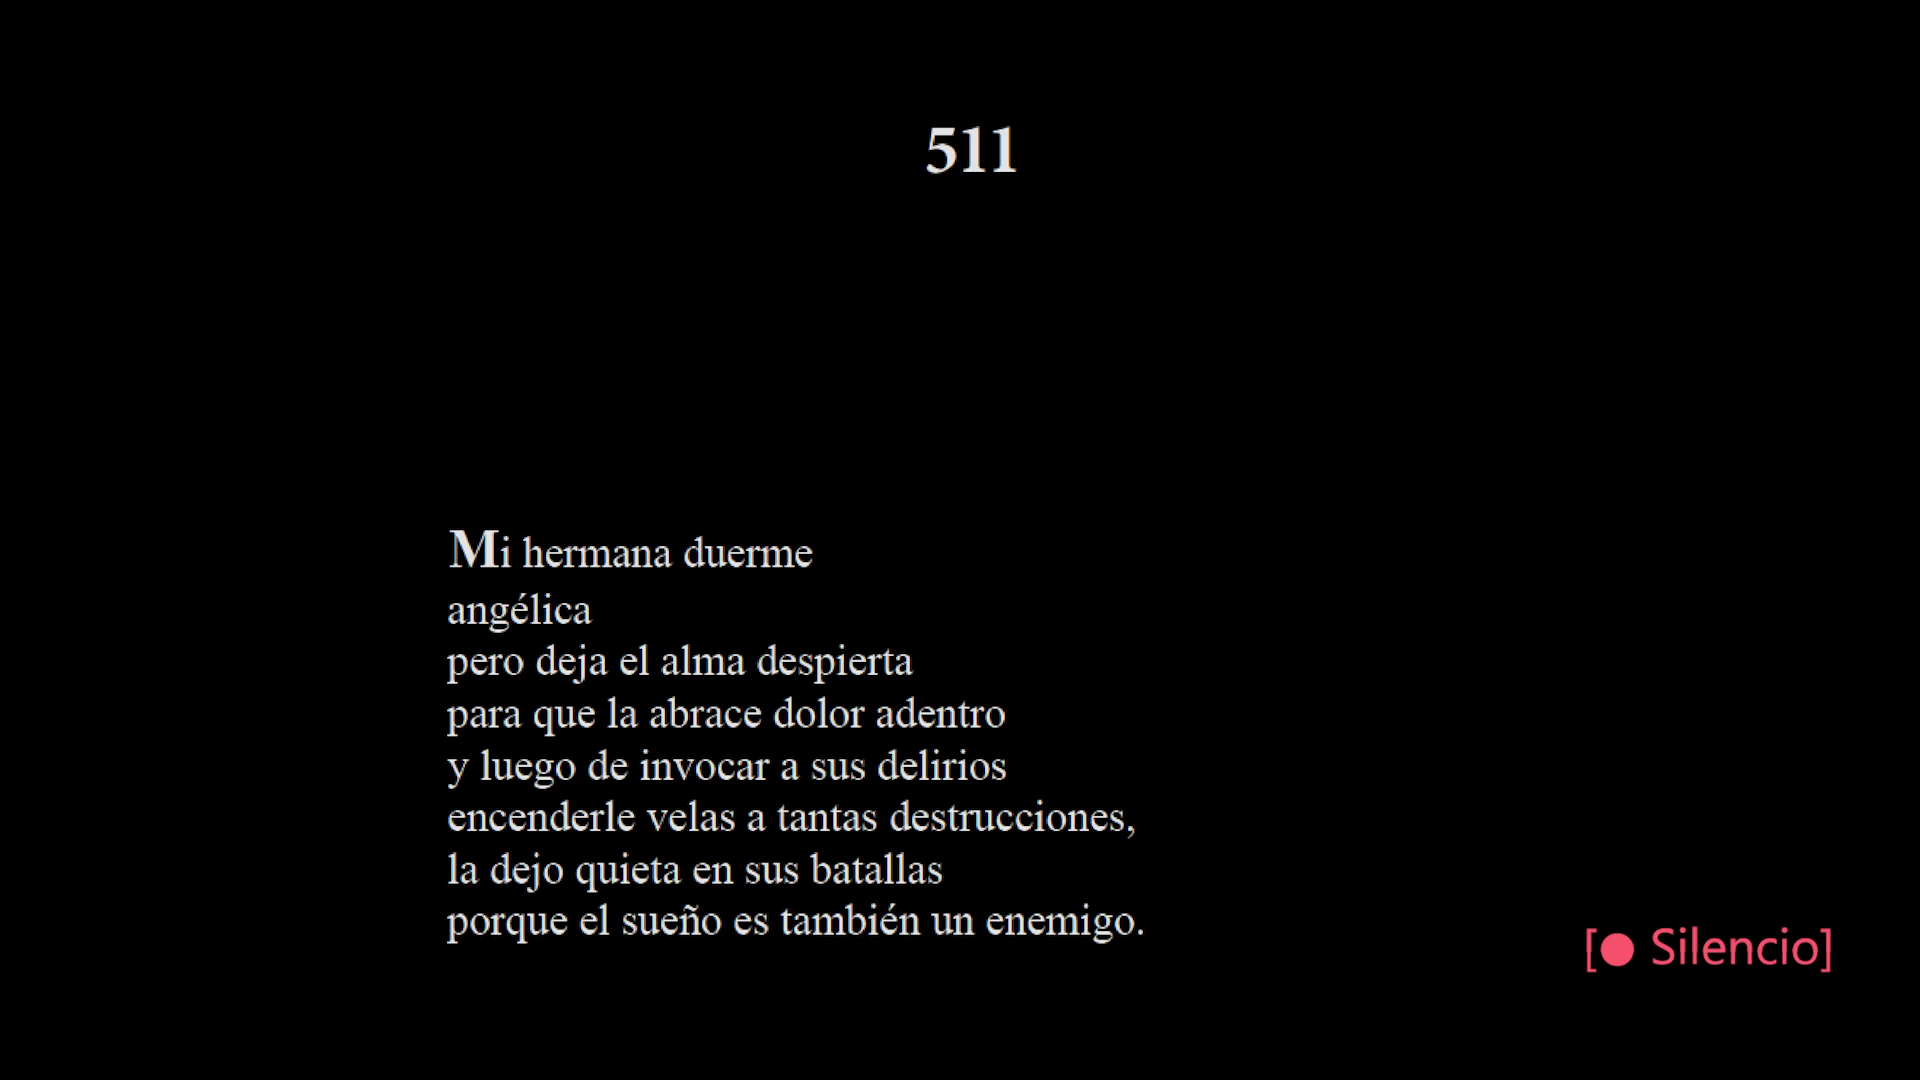 511
Mi hermana duerme
angélica
pero deja el alma despierta
para que la abrace dolor adentro
y luego de invocar a sus delirios
encenderle velas a tantas destrucciones,
la dejo quieta en sus batallas
porque el sueño es también un enemigo.
[● Silencio]